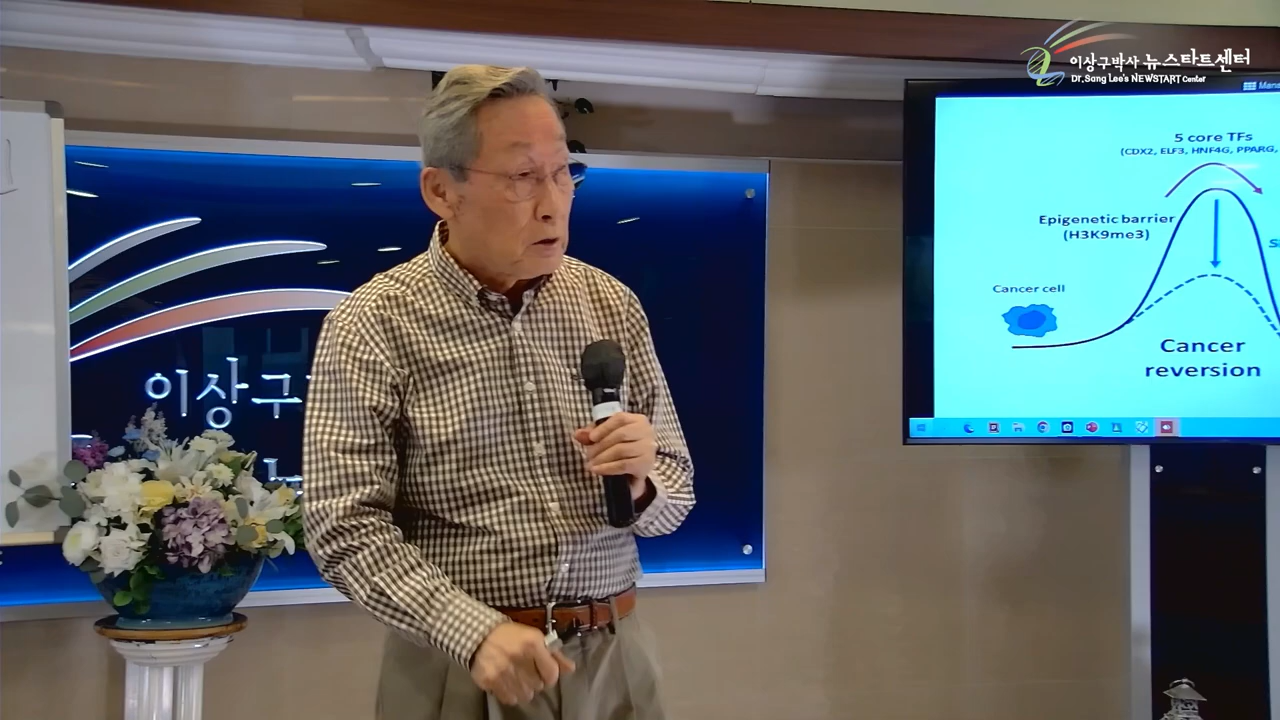 이상구박사 뉴스타트센터
Dr. Sang Lee's NEWSTART Center
5 core TFs
(CDX2, ELF3, HNF4G, PPARG,
Epigenetic barrier
(H3K9me3)
Cancer cell
Cancer
reversion
이상구